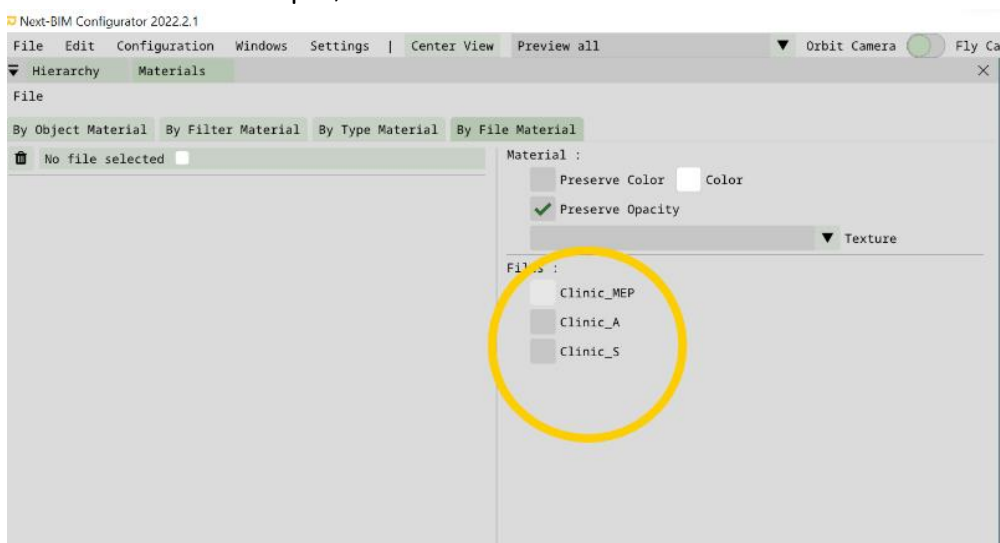 Next-BIM Configurator 2022.2.1
File Edit Configuration Windows Settings | Center View Preview all Orbit Camera Fly Ca
Hierarchy Materials
File
By Object Material By Filter Material By Type Material By File Material
No file selected
Material :
Preserve Color Color
Preserve Opacity
Texture
Files :
Clinic_MEP
Clinic_A
Clinic_S